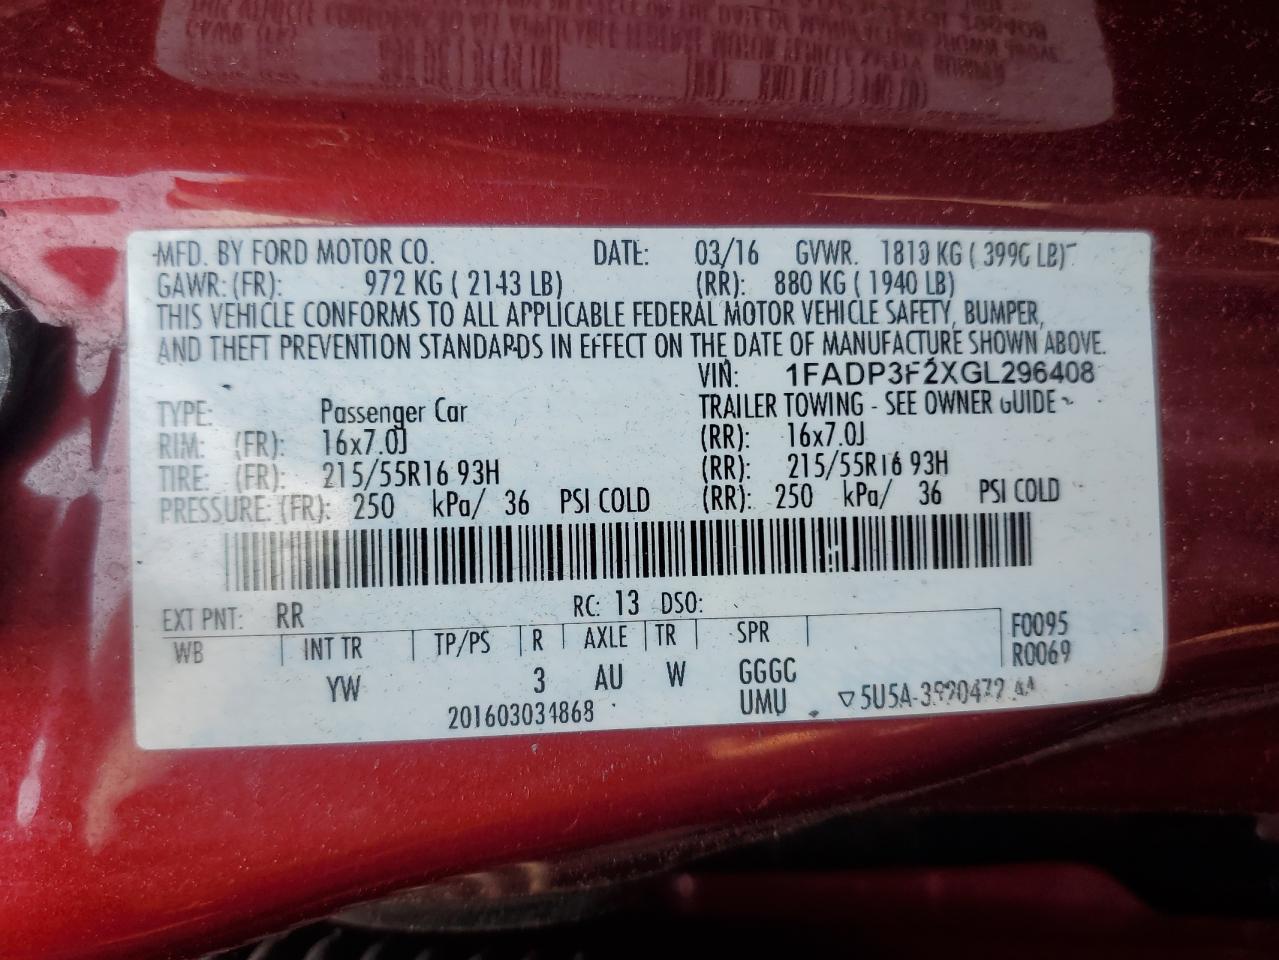 MFD. BY FORD MOTOR CO. DATE: 03/16 GVWR. KG ( LB)
GAWR: (FR): 972 KG ( 2143 LB) (RR): 880 KG ( 1940 LB)
THIS VEHICLE CONFORMS TO ALL APPLICABLE FEDERAL MOTOR VEHICLE SAFETY, BUMPER,
AND THEFT PREVENTION STANDARDS IN EFFECT ON THE DATE OF MANUFACTURE SHOWN ABOVE.
VIN: 1FADP3F2XGL296408
TYPE: Passenger Car TRAILER TOWING - SEE OWNER GUIDE
RIM: (FR): 16x7.0J (RR): 16x7.0J
TIRE: (FR): 215/55R16 93H (RR): 215/55R16 93H
PRESSURE: (FR): 250 kPa/ 36 PSI COLD (RR): 250 kPa/ 36 PSI COLD
EXT PNT: RR RC: 13 DSO:
WB INT TR TP/PS R AXLE TR SPR F0095
R0069
YW 3 AU W GGGC
201603034868 UMU